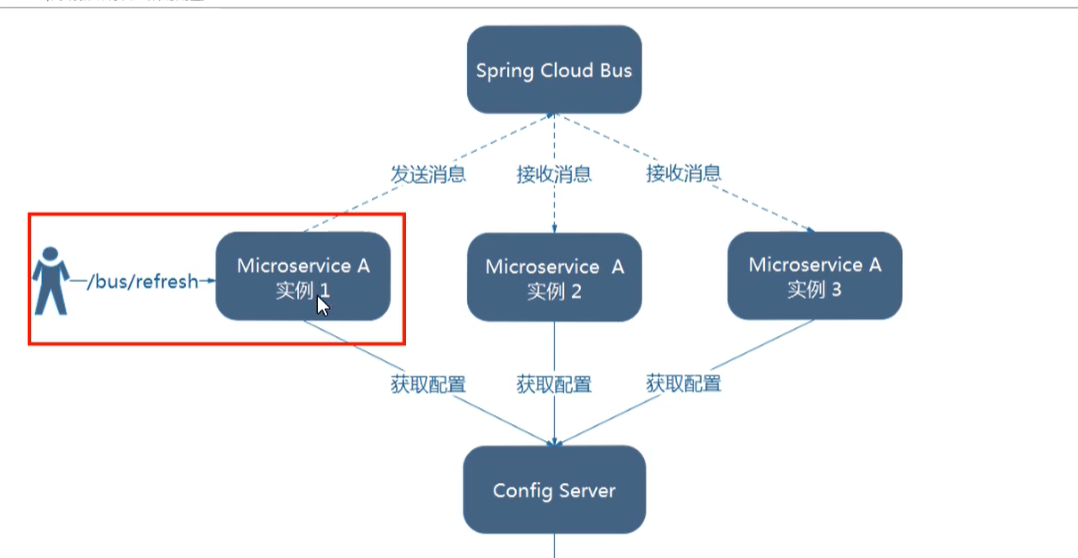 Spring Cloud Bus
发送消息
接收消息
接收消息
/bus/refresh
Microservice A
实例 1
Microservice A
实例 2
Microservice A
实例 3
获取配置
获取配置
获取配置
Config Server